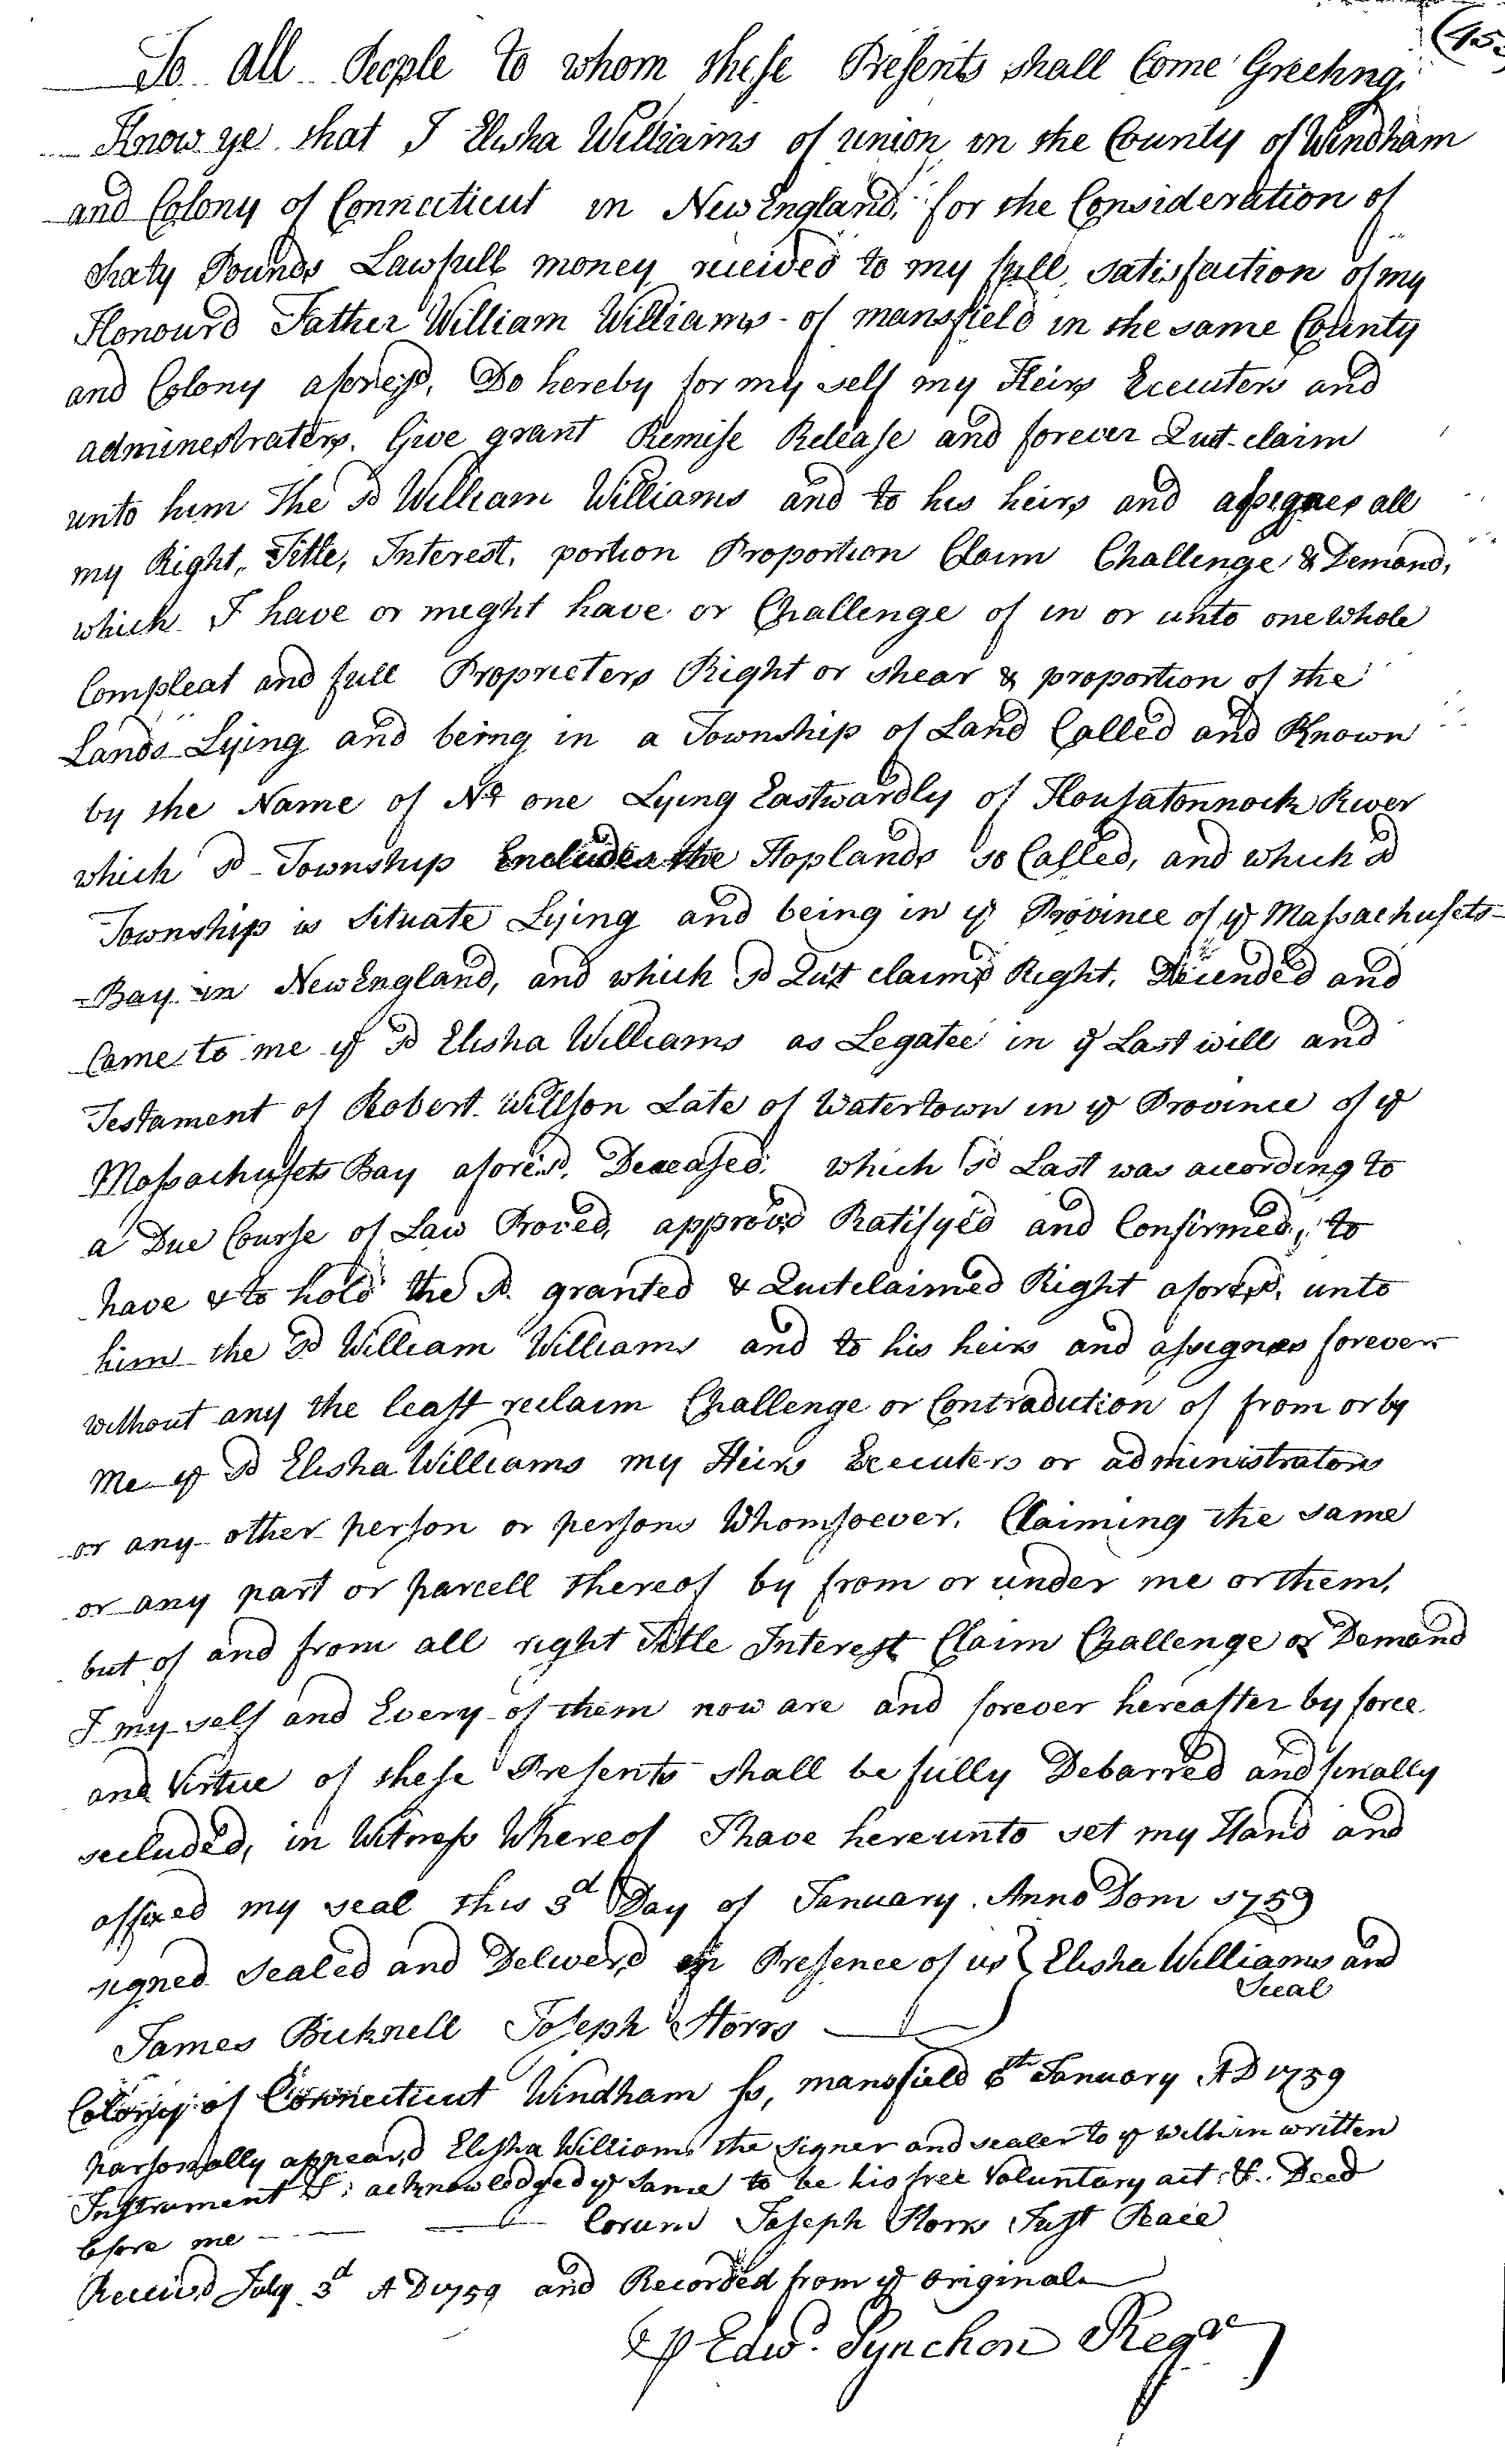 (453
To All People to whom these Presents shall Come Greeting.
Know ye that I Elisha Williams of union in the County of Windham
and Colony of Connecticut in New England, for the Consideration of
Sixty Pounds Lawfull money received to my full satisfaction of my
Honourd Father William Williams of mansfield in the same County
and Colony aforesd, Do hereby for my self my Heirs Executers and
administraters, Give grant Remise Release and forever Quit-claim
unto him The sd William Williams and to his heirs and assignes all
my Right, Title, Interest, portion Proportion Claim Challenge & Demand,
which I have or might have or Challenge of in or unto one whole
Compleat and full Proprieters Right or shear & proportion of the
Lands Lying and being in a Township of Land Called and Known
by the Name of No one Lying Eastwardly of Housatonnock River
which sd Township Includes the Hoplands so Called, and which sd
Township is Situate Lying and being in ye Province of ye Massachusets-
-Bay in New England, and which sd Quit claimd Right, Decended and
Came to me ye sd Elisha Williams as Legatee in ye Last will and
Testament of Robert Willson Late of Watertown in ye Province of ye
Massachusets Bay aforesd, Deceased, which sd Last was according to
a Due Course of Law Proved, approvd Ratifyed and Confirmed, to
have & to hold the sd granted & Quitclaimed Right aforesd, unto
him the sd William Williams and to his heirs and assignes forever
without any the least reclaim Challenge or Contradiction of from or by
Me ye sd Elisha Williams my Heirs Executers or administrators
or any other person or persons Whomsoever, Claiming the same
or any part or parcell thereof by from or under me or them,
but of and from all right Title Interest Claim Challenge or Demand
I my self and Every of them now are and forever hereafter by force
and Virtue of these Presents shall be fully Debarred and finally
secluded, in Witness Whereof I have hereunto set my Hand and
affixed my seal this 3d Day of January Anno Dom 1759
signed sealed and Deliverd in Presence of us } Elisha Williams and
Seal
James Bicknell Joseph Storrs
Colony of Connecticut Windham ss, mansfield 6th January AD 1759
parsonally appeard Elisha Williams the signer and sealer to ye within written
Instrument & acknowledged ye same to be his free Voluntary act & Deed
before me Corum Joseph Storrs Just Peace
Receivd July 3d AD 1759 and Recorded from ye original
⅌ Edwd. Pynchon Regr